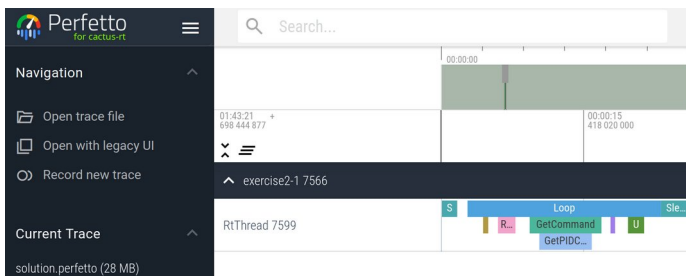 Perfetto
for cactus-rt
Search...
Navigation
Open trace file
Open with legacy UI
Record new trace
Current Trace
solution.perfetto (28 MB)
00:00:00
01:43:21 +
698 444 877
00:00:15
418 020 000
exercise2-1 7566
RtThread 7599
S Loop Sle...
R... GetCommand U
GetPIDC...